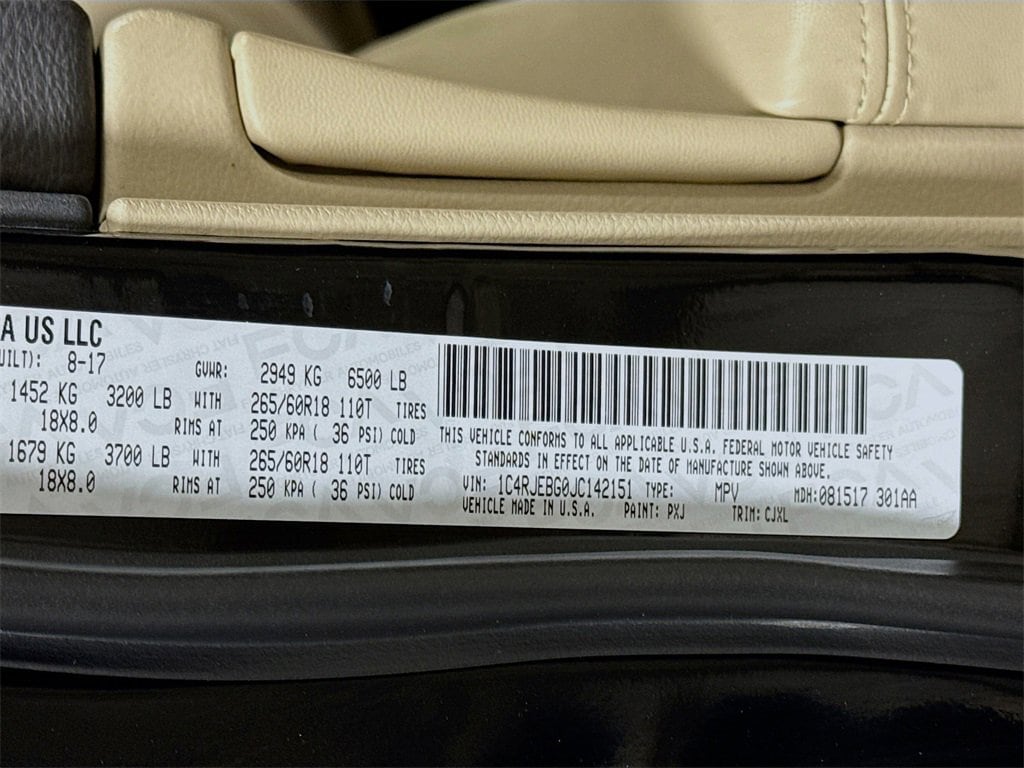 A US LLC
UILT): 8-17 GVWR: 2949 KG 6500 LB
1452 KG 3200 LB WITH 265/60R18 110T TIRES
18X8.0 RIMS AT 250 KPA ( 36 PSI) COLD
1679 KG 3700 LB WITH 265/60R18 110T TIRES
18X8.0 RIMS AT 250 KPA ( 36 PSI) COLD
THIS VEHICLE CONFORMS TO ALL APPLICABLE U.S.A. FEDERAL MOTOR VEHICLE SAFETY
STANDARDS IN EFFECT ON THE DATE OF MANUFACTURE SHOWN ABOVE.
VIN: 1C4RJEBG0JC142151 TYPE: MPV MDH:081517 301AA
VEHICLE MADE IN U.S.A. PAINT: PXJ TRIM: CJXL